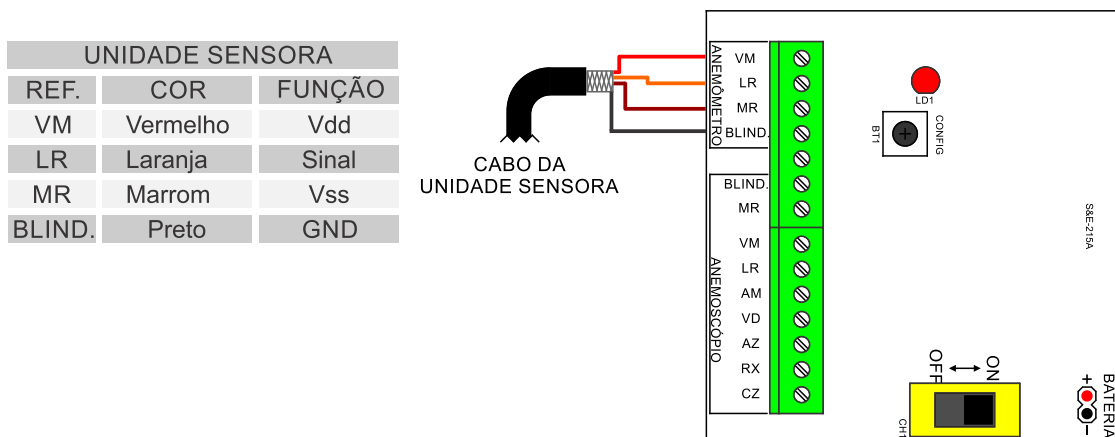 UNIDADE SENSORA
REF. COR FUNÇÃO
VM Vermelho Vdd
LR Laranja Sinal
MR Marrom Vss
BLIND. Preto GND
CABO DA
UNIDADE SENSORA
ANEMÔMETRO
VM
LR
MR
BLIND.
ANEMOSCÓPIO
BLIND.
MR
VM
LR
AM
VD
AZ
RX
CZ
LD1
BT1
CONFIG
S&E-215A
OFF ON
CH1
+ -
BATERIA